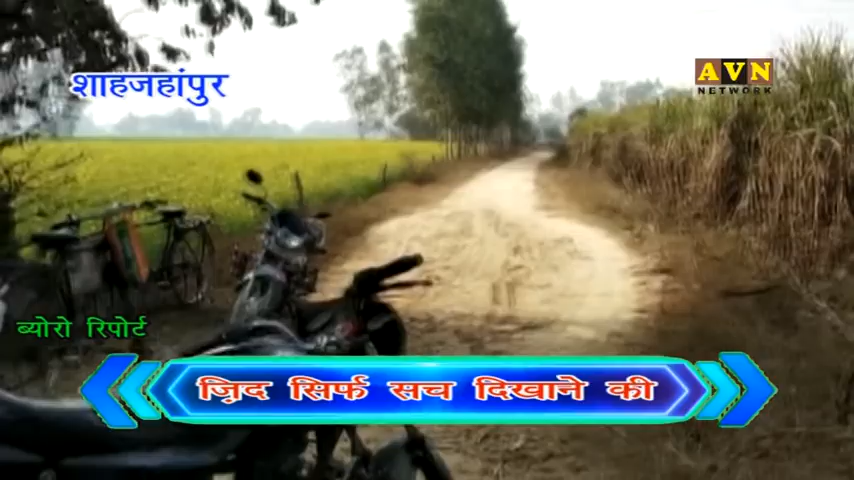 शाहजहांपुर
AVN
NETWORK
ब्योरो रिपोर्ट
ज़िद सिर्फ सच दिखाने की